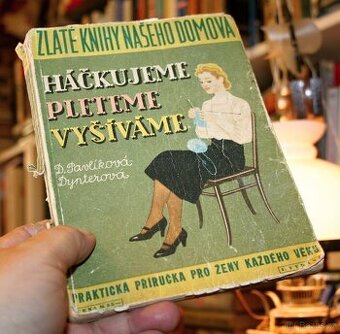 ZLATÉ KNIHY NAŠEHO DOMOVA
HÁČKUJEME
PLETEME
VYŠÍVÁME
D. Pavlíková
Dynterová
PRAKTICKÁ PŘÍRUČKA PRO ŽENY KAŽDÉHO VĚKU